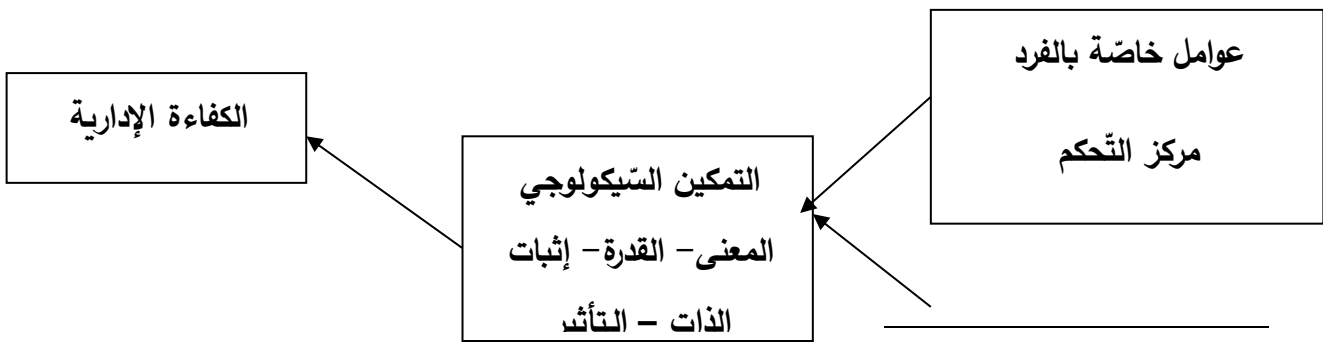 عوامل خاصّة بالفرد
مركز التّحكم
الكفاءة الإدارية
التمكين السّيكولوجي
المعنى– القدرة– إثبات
الذات – التأثير